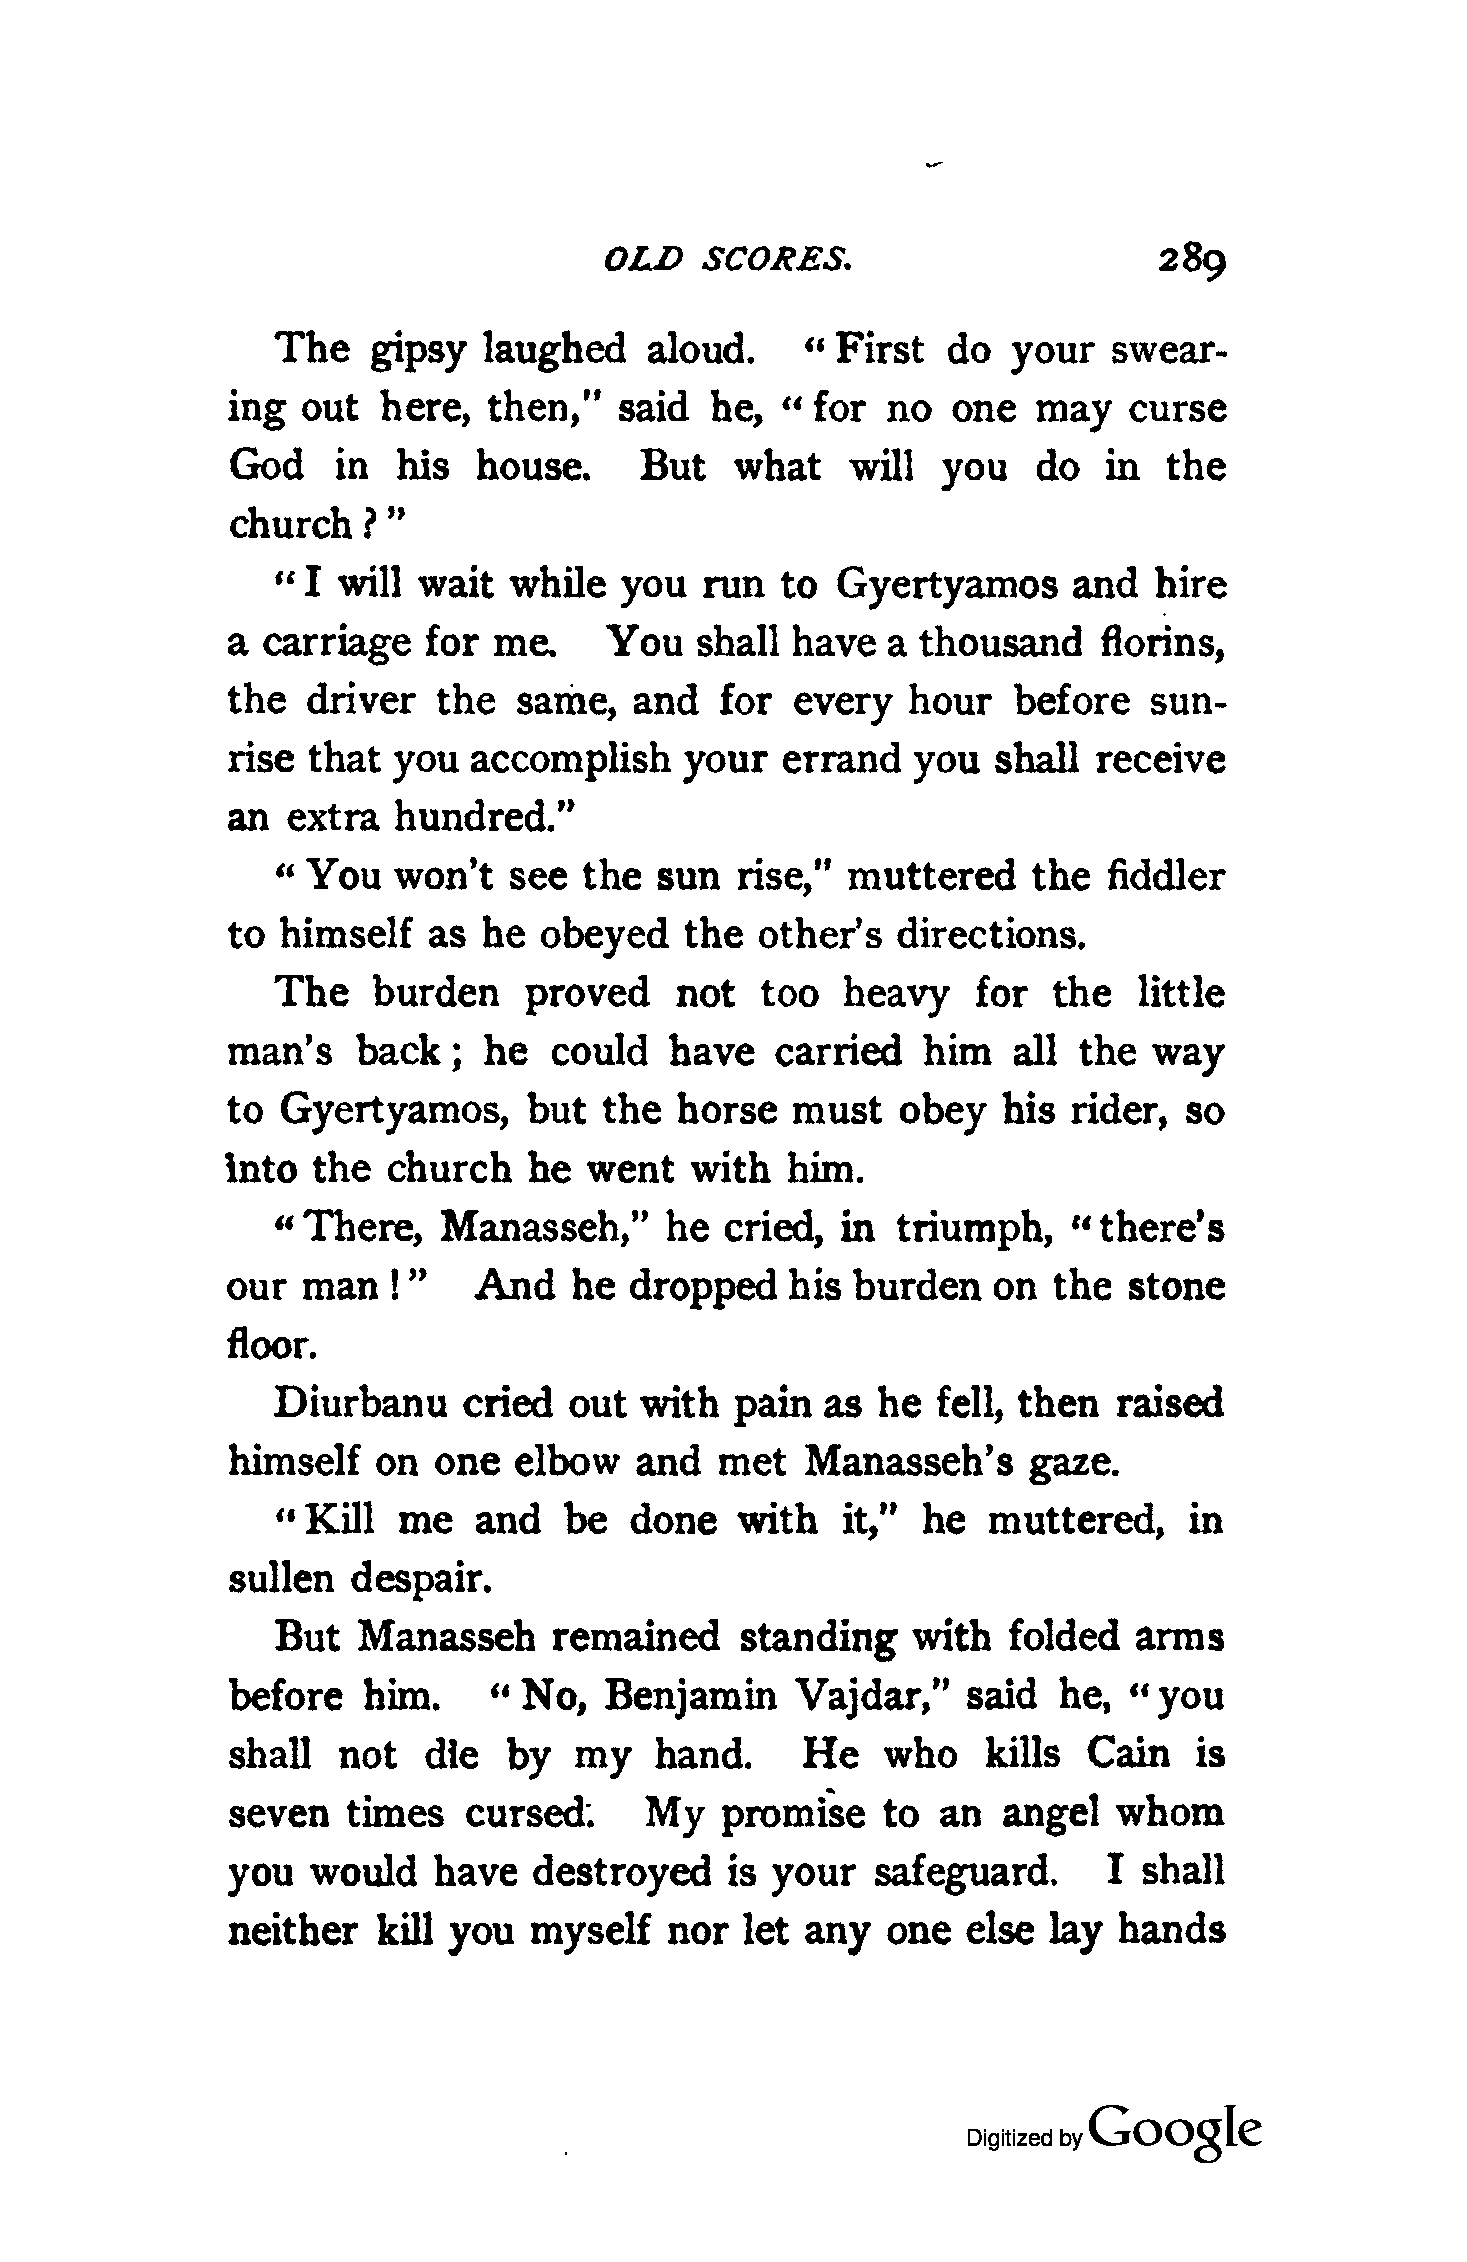 OLD SCORES. 289
The gipsy laughed aloud. “First do your swear-
ing out here, then,” said he, “for no one may curse
God in his house. But what will you do in the
church?”
“I will wait while you run to Gyertyamos and hire
a carriage for me. You shall have a thousand florins,
the driver the same, and for every hour before sun-
rise that you accomplish your errand you shall receive
an extra hundred.”
“You won’t see the sun rise,” muttered the fiddler
to himself as he obeyed the other’s directions.
The burden proved not too heavy for the little
man’s back; he could have carried him all the way
to Gyertyamos, but the horse must obey his rider, so
into the church he went with him.
“There, Manasseh,” he cried, in triumph, “there’s
our man!” And he dropped his burden on the stone
floor.
Diurbanu cried out with pain as he fell, then raised
himself on one elbow and met Manasseh’s gaze.
“Kill me and be done with it,” he muttered, in
sullen despair.
But Manasseh remained standing with folded arms
before him. “No, Benjamin Vajdar,” said he, “you
shall not die by my hand. He who kills Cain is
seven times cursed. My promise to an angel whom
you would have destroyed is your safeguard. I shall
neither kill you myself nor let any one else lay hands
Digitized by Google